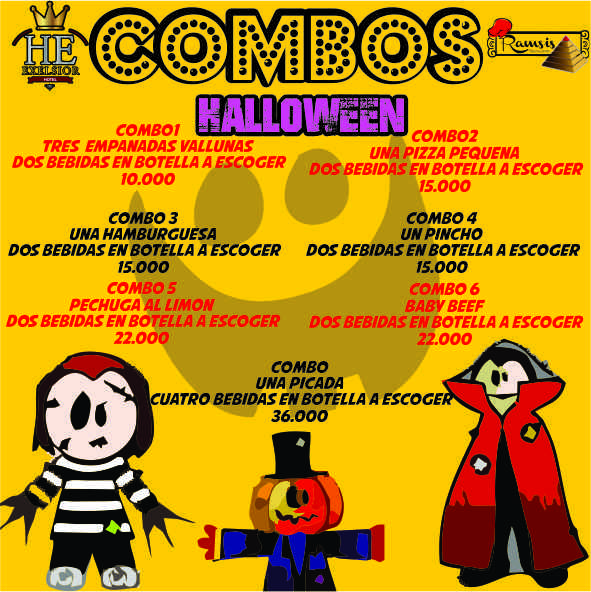 HE
EXELSIOR
HOTEL
COMBOS
Ramsis
HALLOWEEN
COMBO1
TRES EMPANADAS VALLUNAS
DOS BEBIDAS EN BOTELLA A ESCOGER
10.000
COMBO2
UNA PIZZA PEQUENA
DOS BEBIDAS EN BOTELLA A ESCOGER
15.000
COMBO 3
UNA HAMBURGUESA
DOS BEBIDAS EN BOTELLA A ESCOGER
15.000
COMBO 4
UN PINCHO
DOS BEBIDAS EN BOTELLA A ESCOGER
15.000
COMBO 5
PECHUGA AL LIMON
DOS BEBIDAS EN BOTELLA A ESCOGER
22.000
COMBO 6
BABY BEEF
DOS BEBIDAS EN BOTELLA A ESCOGER
22.000
COMBO
UNA PICADA
CUATRO BEBIDAS EN BOTELLA A ESCOGER
36.000